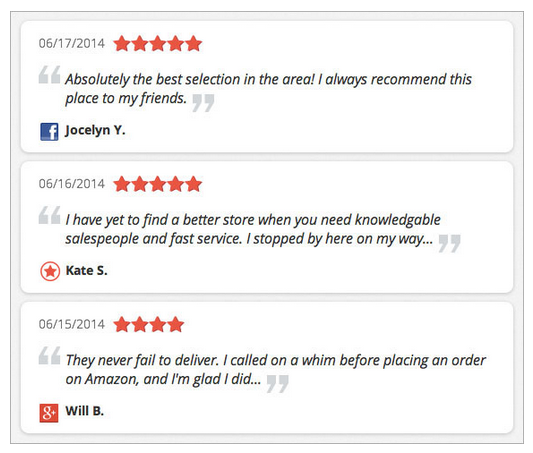 06/17/2014
“ Absolutely the best selection in the area! I always recommend this
place to my friends. ”
f Jocelyn Y.
06/16/2014
“ I have yet to find a better store when you need knowledgable
salespeople and fast service. I stopped by here on my way... ”
Kate S.
06/15/2014
“ They never fail to deliver. I called on a whim before placing an order
on Amazon, and I'm glad I did... ”
g+ Will B.